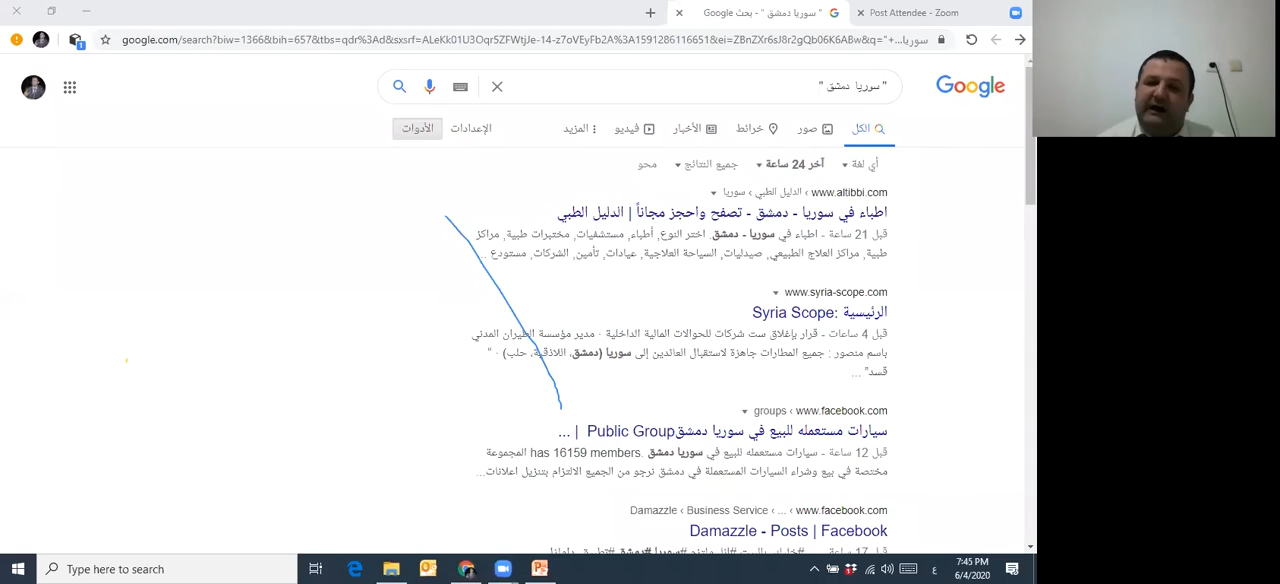 " سوريا دمشق " - بحث Google
Post Attendee - Zoom
google.com/search?biw=1366&bih=657&tbs=qdr%3Ad&sxsrf=ALeKk01U3Oqr5ZFWtjJe-14-z7oVEyFb2A%3A1591286116651&ei=ZBnZXr6sJ8r2gQb06K6ABw&q="+سوريا...
Google
" سوريا دمشق "
الكل صور خرائط الأخبار فيديو المزيد الإعدادات الأدوات
أي لغة آخر 24 ساعة جميع النتائج محو
www.altibbi.com › الدليل الطبي › سوريا
اطباء في سوريا - دمشق - تصفح واحجز مجاناً | الدليل الطبي
قبل 21 ساعة - اطباء في سوريا - دمشق. اختر النوع, أطباء, مستشفيات, مختبرات طبية, مراكز
طبية, مراكز العلاج الطبيعي, صيدليات, السياحة العلاجية, عيادات, تأمين, الشركات, مستودع ...
www.syria-scope.com
الرئيسية :Syria Scope
قبل 4 ساعات - قرار بإغلاق ست شركات للحوالات المالية الداخلية · مدير مؤسسة الطيران المدني
باسم منصور : جميع المطارات جاهزة لاستقبال العائدين إلى سوريا (دمشق، اللاذقية، حلب) · "
قسد" ...
www.facebook.com › groups
سيارات مستعمله للبيع في سوريا دمشق Public Group | ...
قبل 12 ساعة - سيارات مستعمله للبيع في سوريا دمشق has 16159 members. المجموعة
مختصة في بيع وشراء السيارات المستعملة في دمشق نرجو من الجميع الالتزام بتنزيل اعلانات...
www.facebook.com › ... › Business Service › Damazzle
Damazzle - Posts | Facebook
قبل 17 ساعة
Type here to search
7:45 PM
6/4/2020